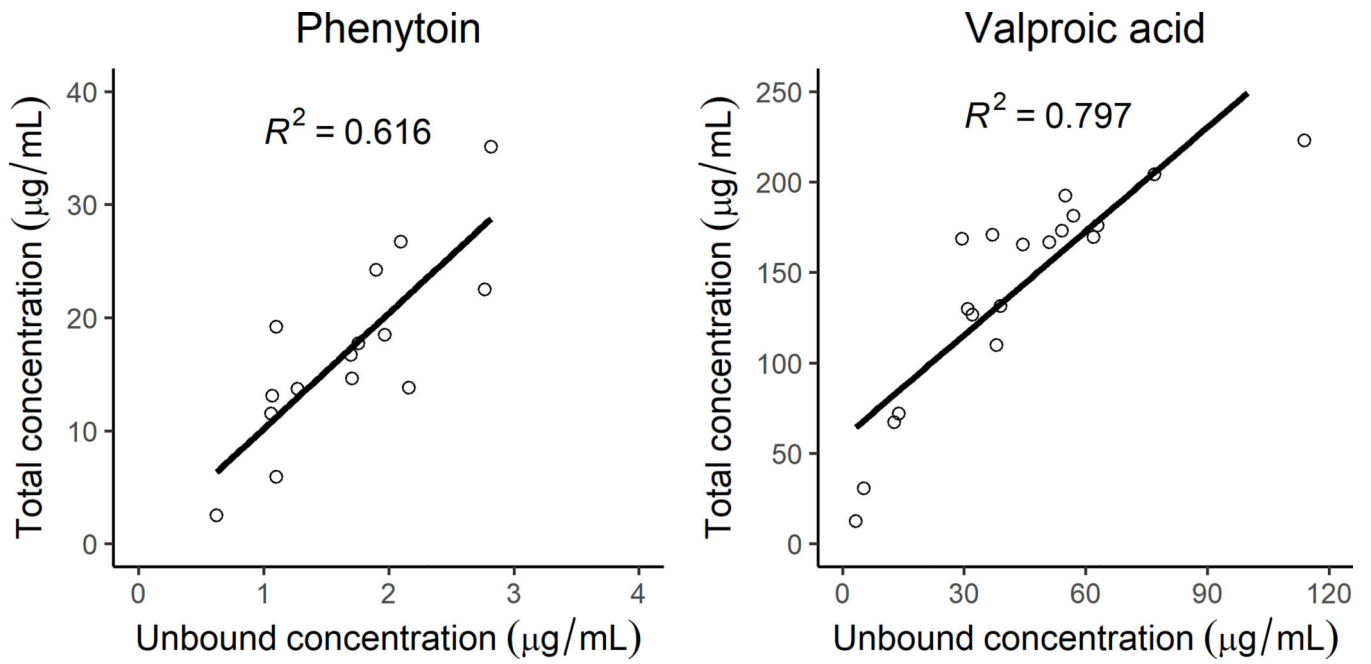 Phenytoin
Total concentration (μg/mL)
40
30
20
10
0
R² = 0.616
0 1 2 3 4
Unbound concentration (μg/mL)
Valproic acid
Total concentration (μg/mL)
250
200
150
100
50
0
R² = 0.797
0 30 60 90 120
Unbound concentration (μg/mL)